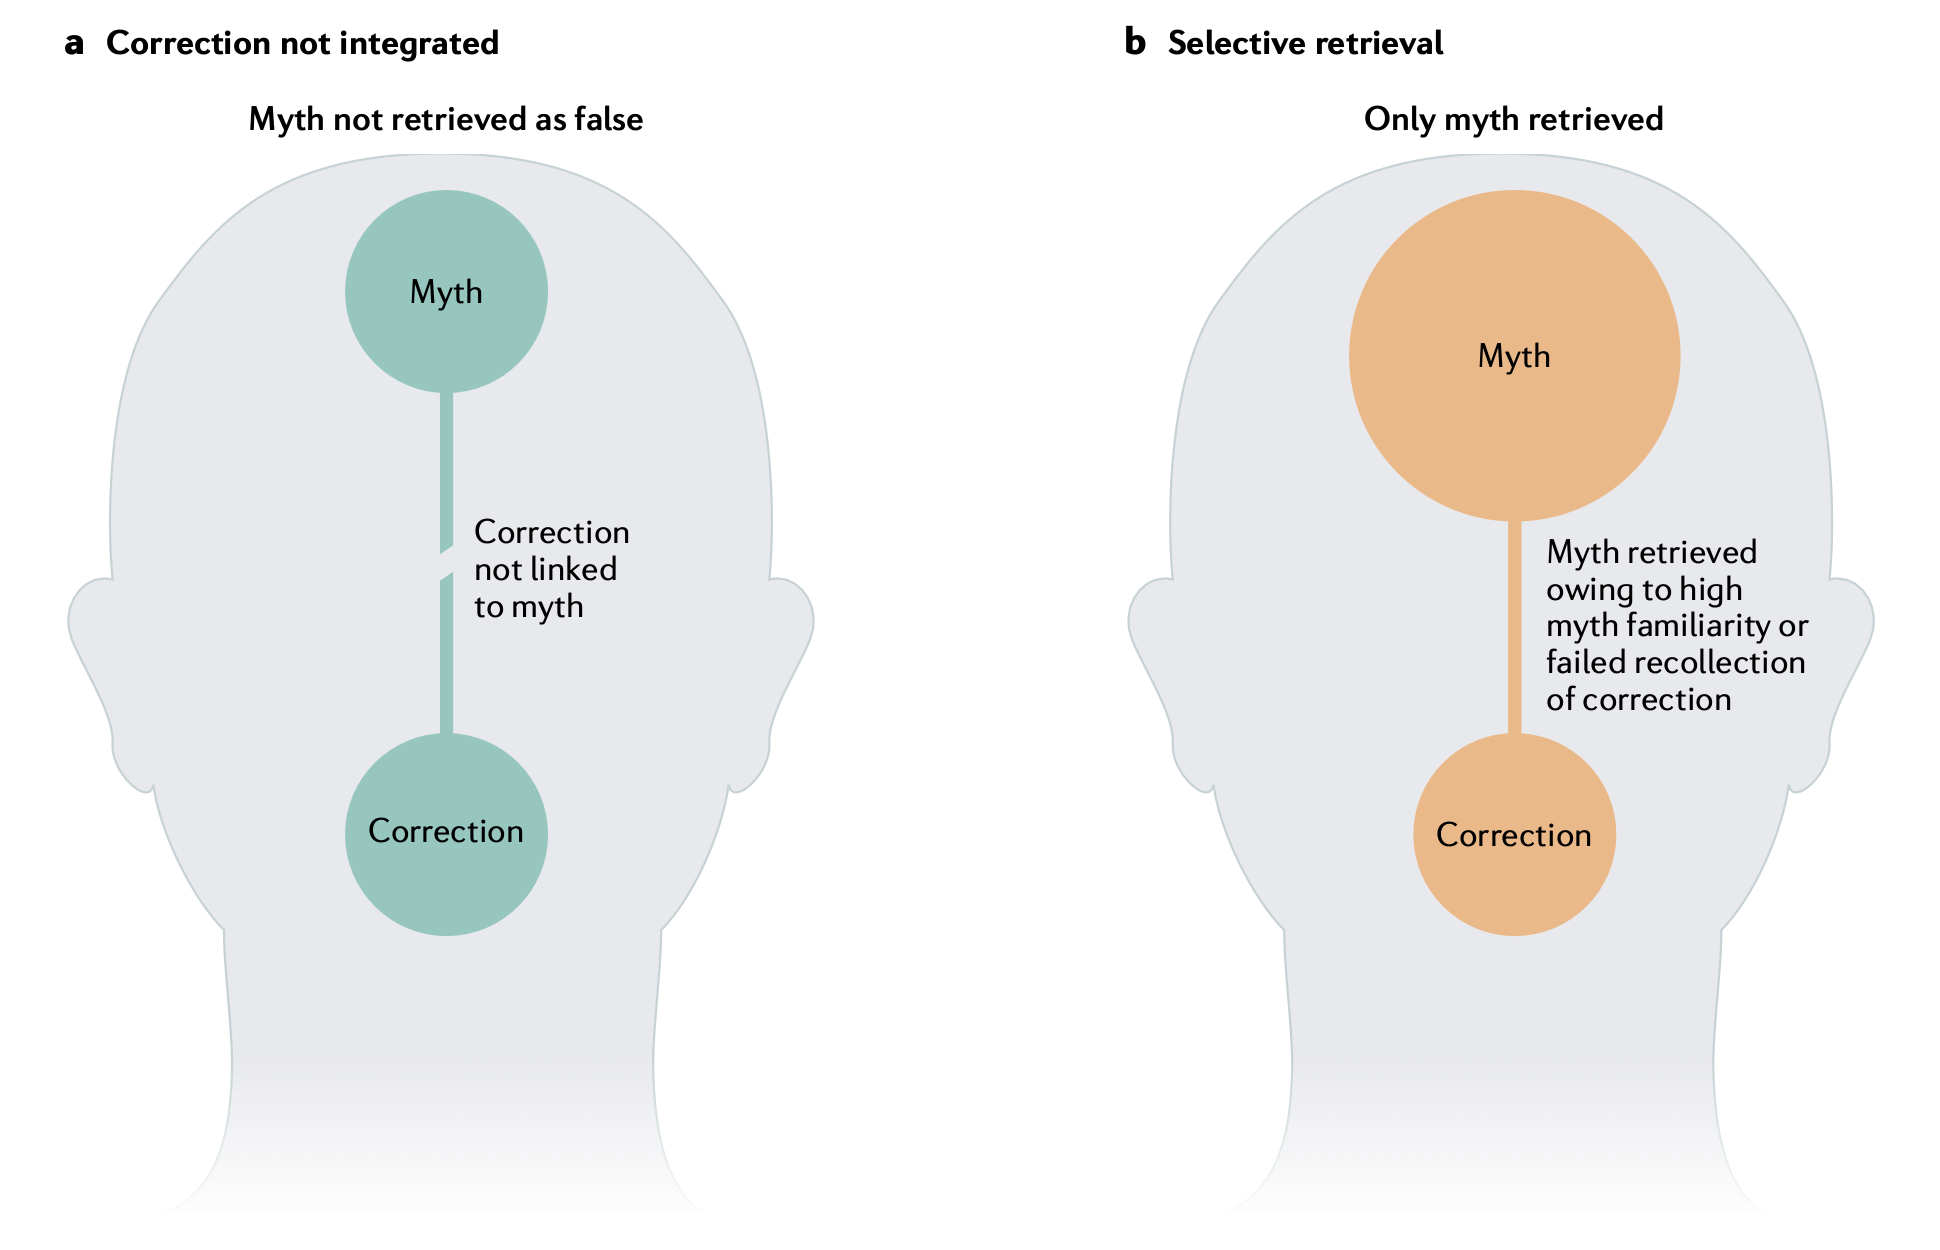 a Correction not integrated
Myth not retrieved as false
Myth
Correction
not linked
to myth
Correction
b Selective retrieval
Only myth retrieved
Myth
Myth retrieved
owing to high
myth familiarity or
failed recollection
of correction
Correction